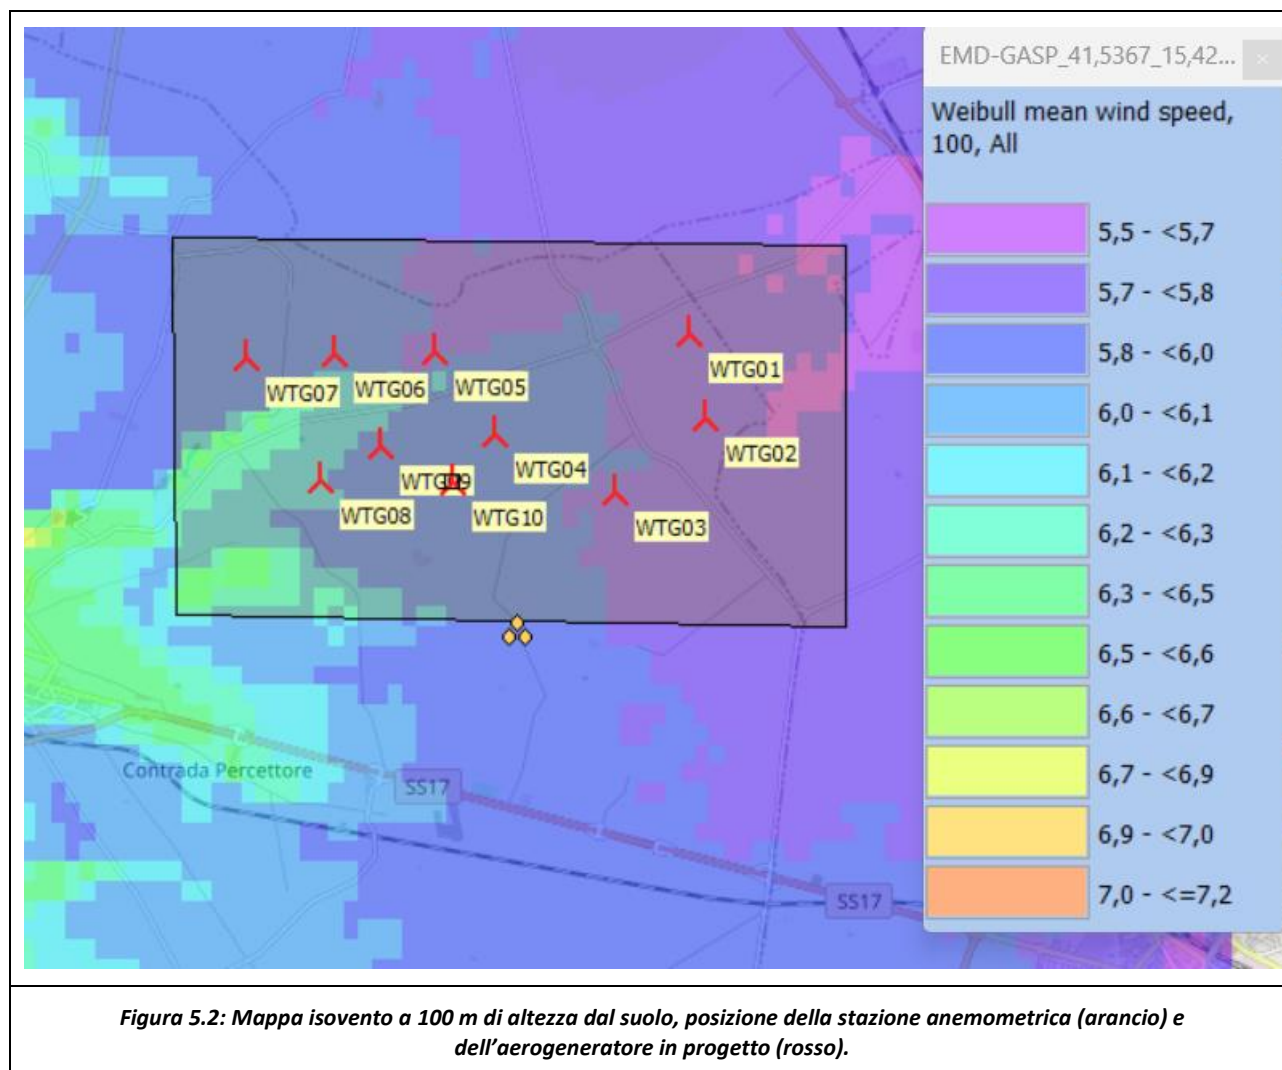 EMD-GASP_41,5367_15,42...
Weibull mean wind speed,
100, All
5,5 - <5,7
5,7 - <5,8
5,8 - <6,0
6,0 - <6,1
6,1 - <6,2
6,2 - <6,3
6,3 - <6,5
6,5 - <6,6
6,6 - <6,7
6,7 - <6,9
6,9 - <7,0
7,0 - <=7,2
WTG01
WTG07
WTG06
WTG05
WTG02
WTG04
WTG09
WTG08
WTG10
WTG03
Contrada Percettore
SS17
SS17
Figura 5.2: Mappa isovento a 100 m di altezza dal suolo, posizione della stazione anemometrica (arancio) e
dell'aerogeneratore in progetto (rosso).